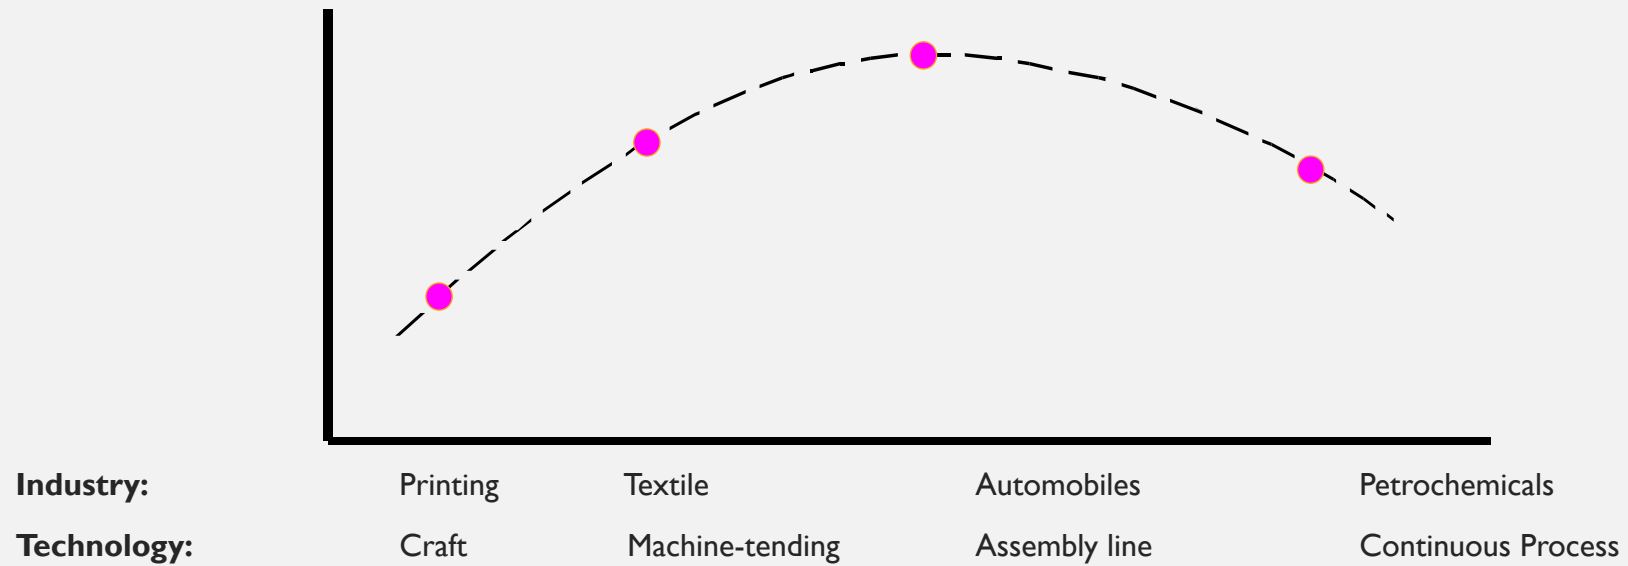 Industry: Printing Textile Automobiles Petrochemicals
Technology: Craft Machine-tending Assembly line Continuous Process